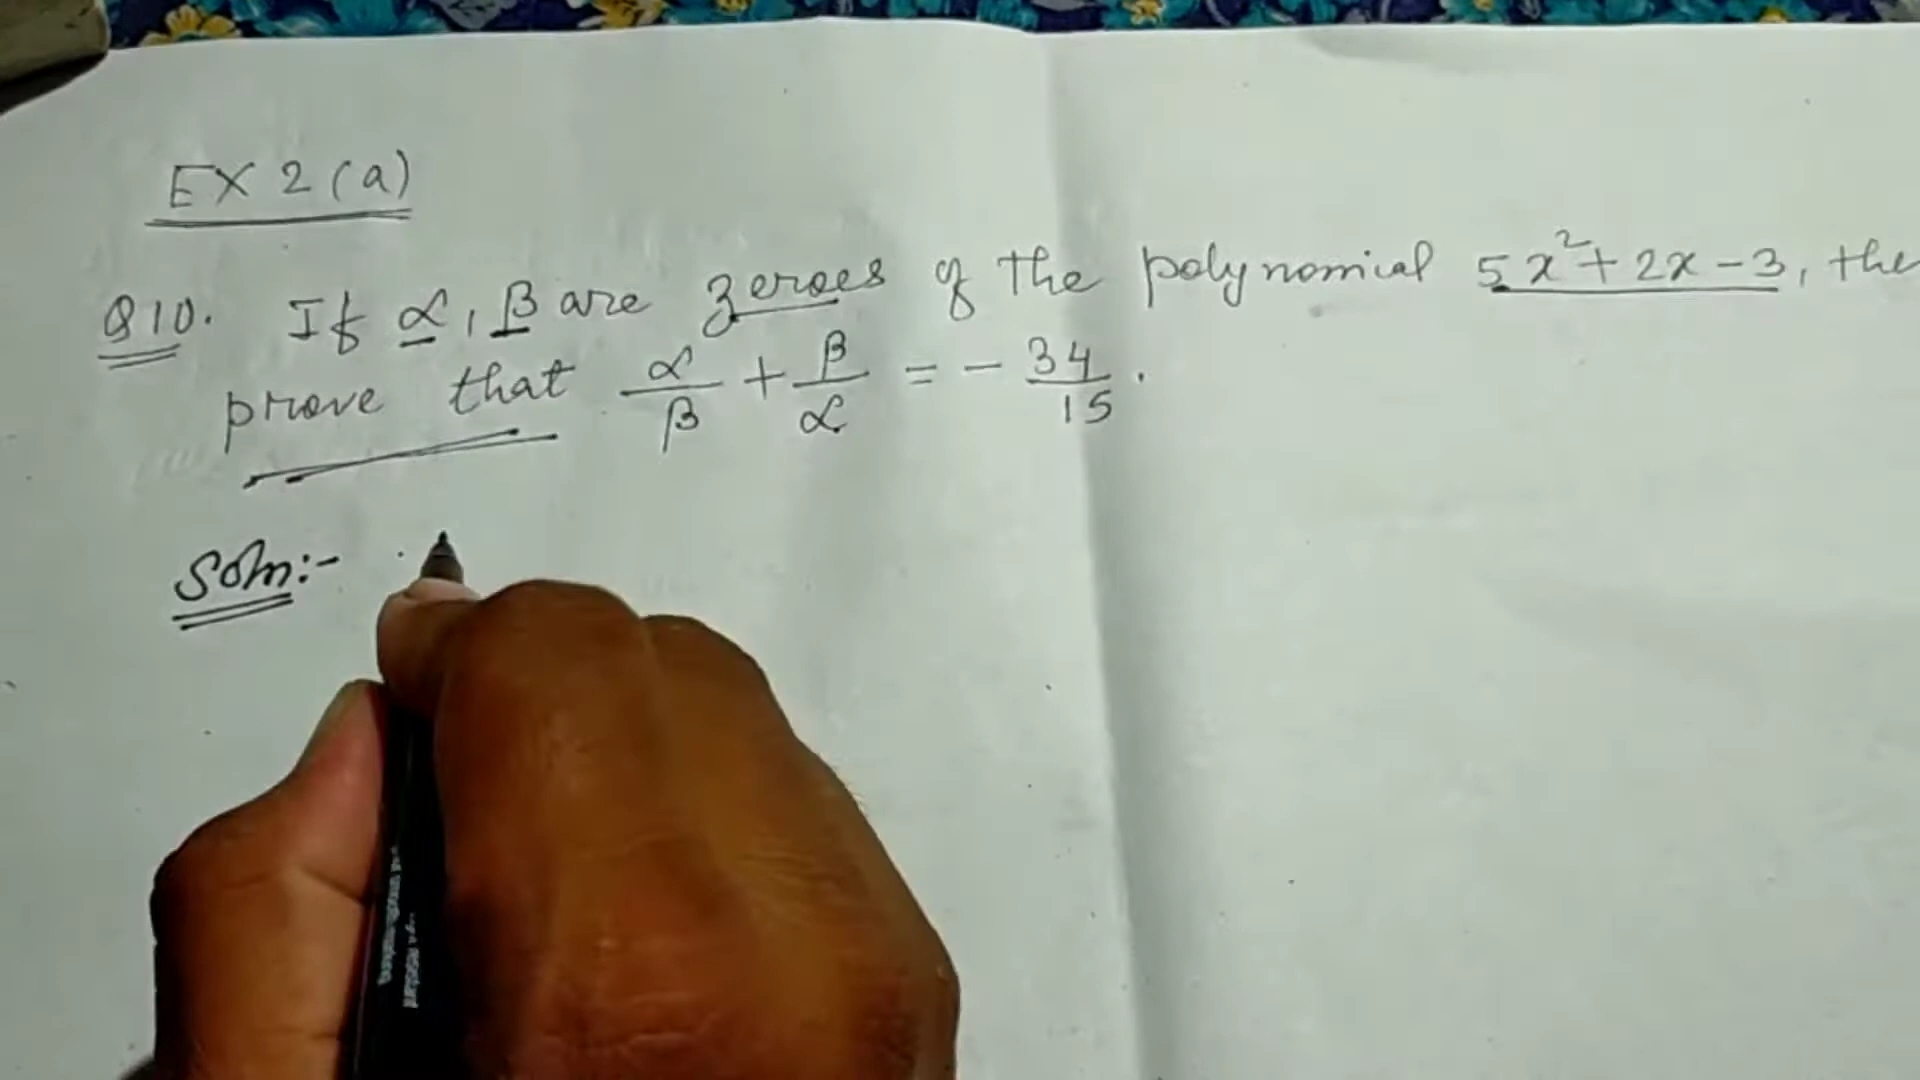 EX 2 (a)
Q10. If α, β are zeroes of the polynomial 5x²+2x-3, the
prove that α/β + β/α = - 34/15.
Soln:-